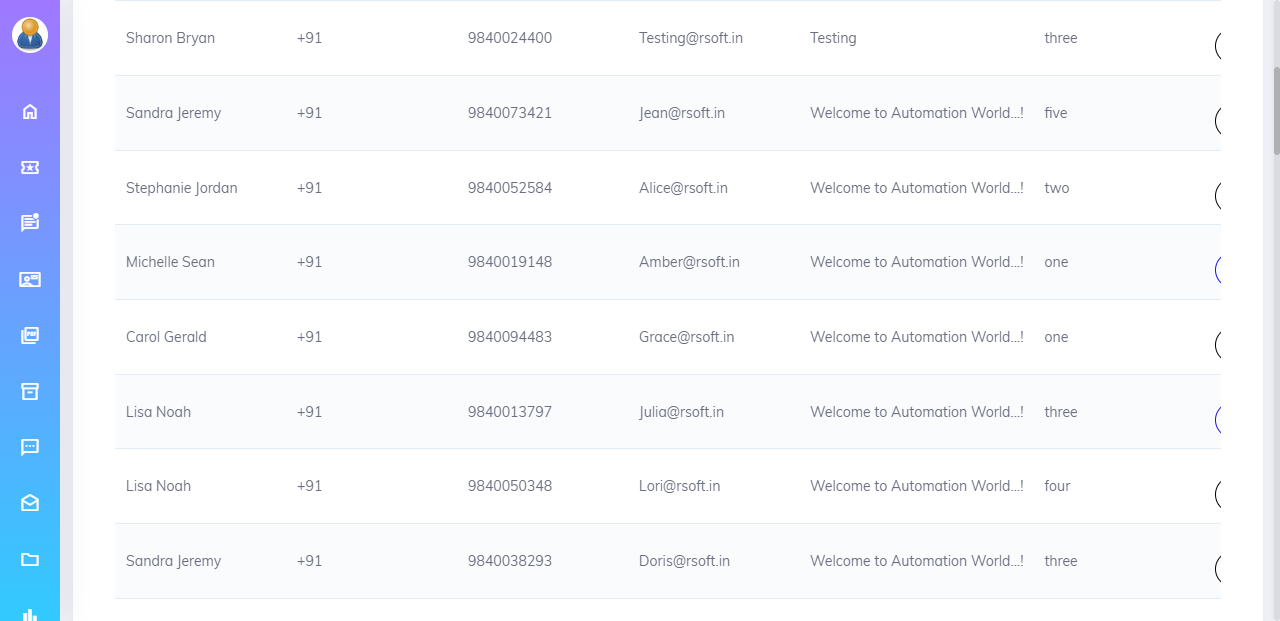 Sharon Bryan +91 9840024400 Testing@rsoft.in Testing three
Sandra Jeremy +91 9840073421 Jean@rsoft.in Welcome to Automation World...! five
Stephanie Jordan +91 9840052584 Alice@rsoft.in Welcome to Automation World...! two
Michelle Sean +91 9840019148 Amber@rsoft.in Welcome to Automation World...! one
Carol Gerald +91 9840094483 Grace@rsoft.in Welcome to Automation World...! one
Lisa Noah +91 9840013797 Julia@rsoft.in Welcome to Automation World...! three
Lisa Noah +91 9840050348 Lori@rsoft.in Welcome to Automation World...! four
Sandra Jeremy +91 9840038293 Doris@rsoft.in Welcome to Automation World...! three